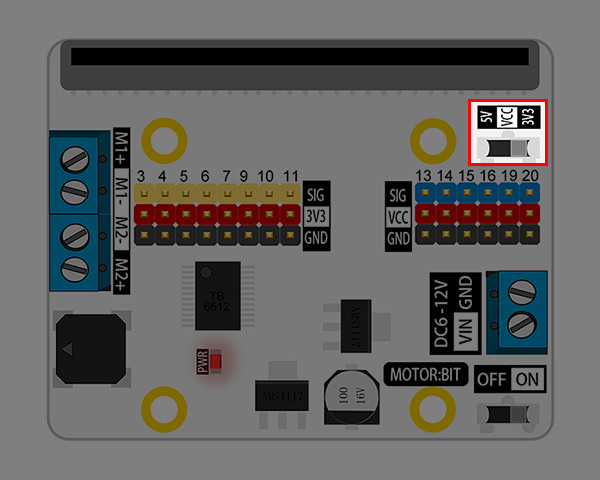 5V VCC 3V3
M1+
M1-
M2-
M2+
3 4 5 6 7 9 10 11
SIG
3V3
GND
13 14 15 16 19 20
SIG
VCC
GND
TB
6612
PWR
AMS1117
AMS1117
100
16V
DC6-12V
VIN GND
MOTOR:BIT
OFF ON